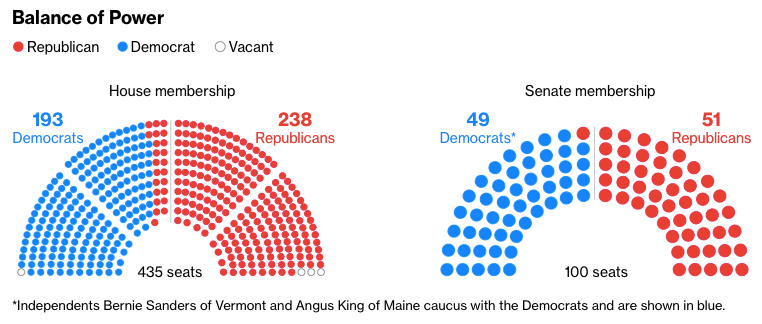 Balance of Power
Republican Democrat Vacant
House membership
193
Democrats
238
Republicans
435 seats
Senate membership
49
Democrats*
51
Republicans
100 seats
*Independents Bernie Sanders of Vermont and Angus King of Maine caucus with the Democrats and are shown in blue.